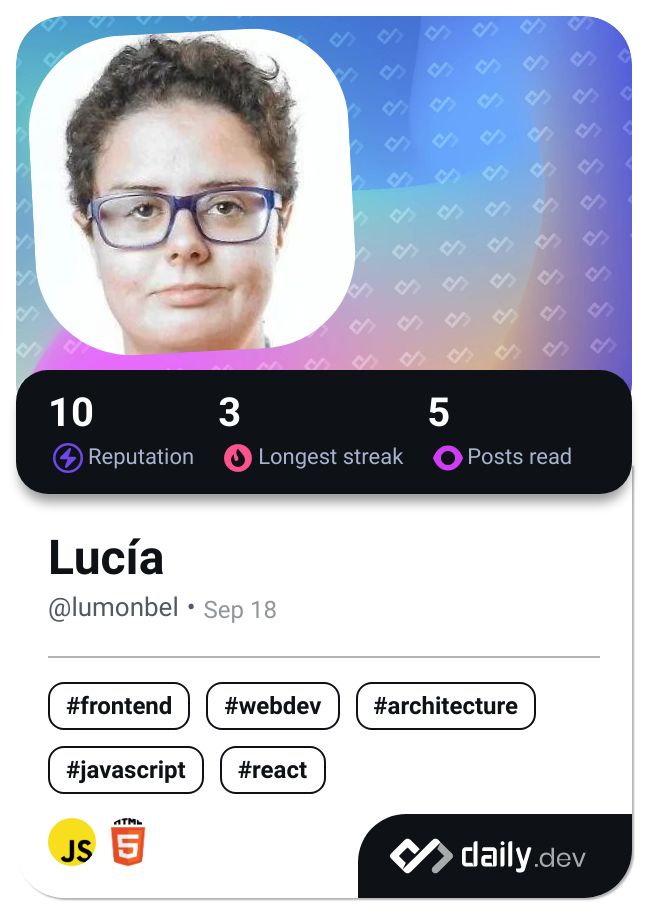 10 3 5
Reputation Longest streak Posts read
Lucía
@lumonbel • Sep 18
#frontend #webdev #architecture
#javascript #react
JS HTML 5
daily.dev